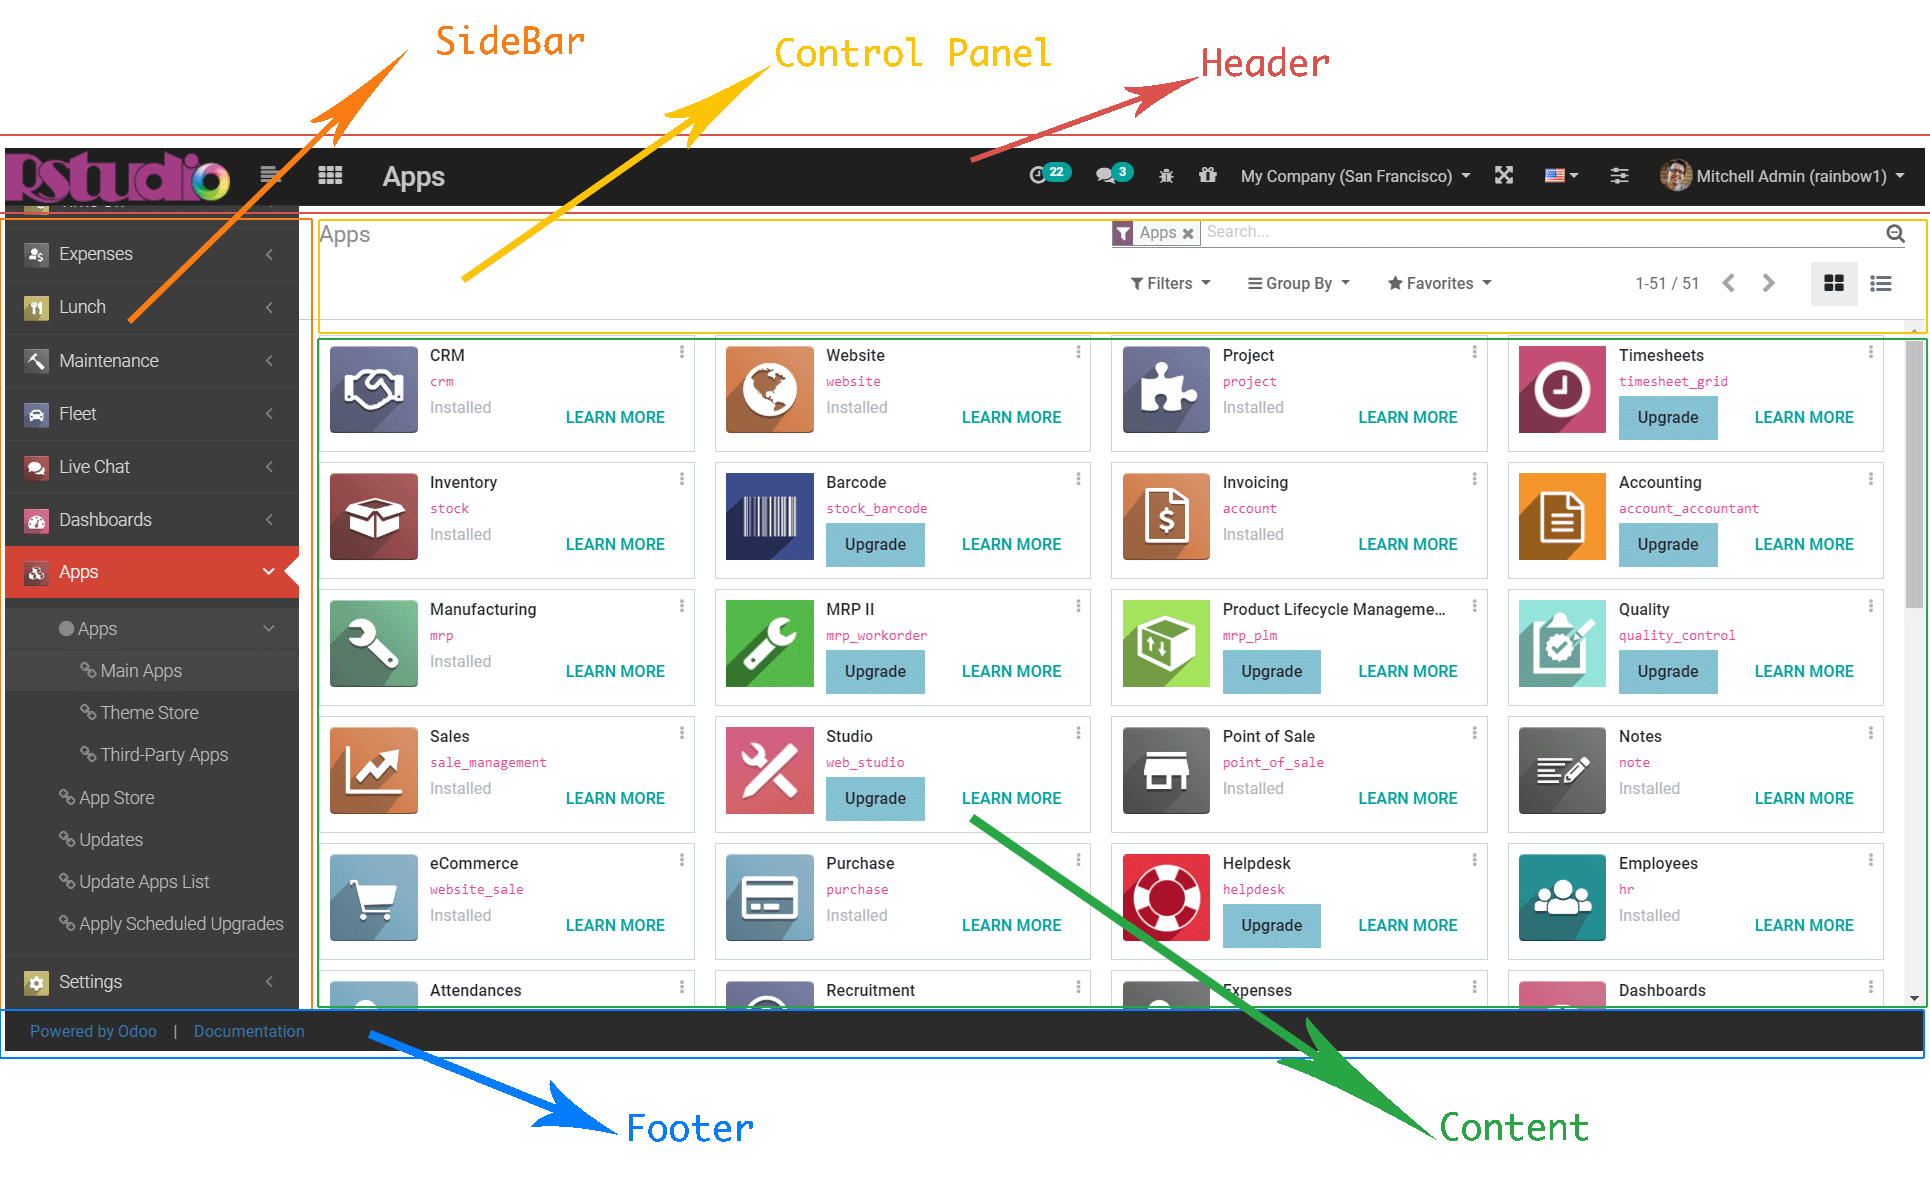 SideBar
Control Panel
Header
Rstudio
Apps
22
3
My Company (San Francisco)
Mitchell Admin (rainbow1)
Expenses
Lunch
Maintenance
Fleet
Live Chat
Dashboards
Apps
Apps
Main Apps
Theme Store
Third-Party Apps
App Store
Updates
Update Apps List
Apply Scheduled Upgrades
Settings
Apps
Apps
Search...
Filters
Group By
Favorites
1-51 / 51
CRM
crm
Installed
LEARN MORE
Website
website
Installed
LEARN MORE
Project
project
Installed
LEARN MORE
Timesheets
timesheet_grid
Upgrade
LEARN MORE
Inventory
stock
Installed
LEARN MORE
Barcode
stock_barcode
Upgrade
LEARN MORE
Invoicing
account
Installed
LEARN MORE
Accounting
account_accountant
Upgrade
LEARN MORE
Manufacturing
mrp
Installed
LEARN MORE
MRP II
mrp_workorder
Upgrade
LEARN MORE
Product Lifecycle Manageme...
mrp_plm
Upgrade
LEARN MORE
Quality
quality_control
Upgrade
LEARN MORE
Sales
sale_management
Installed
LEARN MORE
Studio
web_studio
Upgrade
LEARN MORE
Point of Sale
point_of_sale
Installed
LEARN MORE
Notes
note
Installed
LEARN MORE
eCommerce
website_sale
Installed
LEARN MORE
Purchase
purchase
Installed
LEARN MORE
Helpdesk
helpdesk
Upgrade
LEARN MORE
Employees
hr
Installed
LEARN MORE
Attendances
Recruitment
Expenses
Dashboards
Powered by Odoo | Documentation
Footer
Content